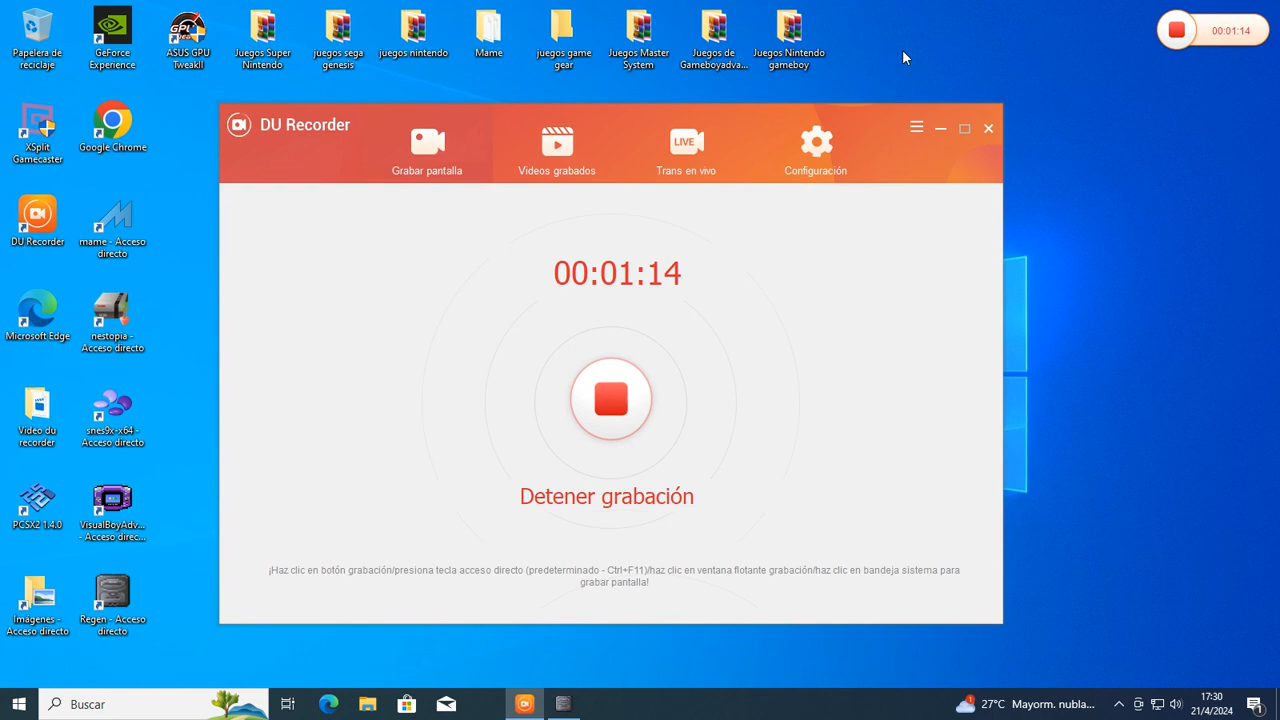 Papelera de
reciclaje
GeForce
Experience
ASUS GPU
TweakII
Juegos Super
Nintendo
juegos sega
genesis
juegos nintendo
Mame
juegos game
gear
Juegos Master
System
Juegos de
Gameboyadva...
Juegos Nintendo
gameboy
00:01:14
XSplit
Gamecaster
Google Chrome
DU Recorder
mame - Acceso
directo
Microsoft Edge
nestopia -
Acceso directo
Video du
recorder
snes9x-x64 -
Acceso directo
PCSX2 1.4.0
VisualBoyAdv...
- Acceso direc...
Imágenes -
Acceso directo
Regen - Acceso
directo
DU Recorder
Grabar pantalla
Videos grabados
LIVE
Trans en vivo
Configuración
00:01:14
Detener grabación
¡Haz clic en botón grabación/presiona tecla acceso directo (predeterminado - Ctrl+F11)/haz clic en ventana flotante grabación/haz clic en bandeja sistema para
grabar pantalla!
Buscar
1
27°C Mayorm. nubla...
17:30
21/4/2024
1